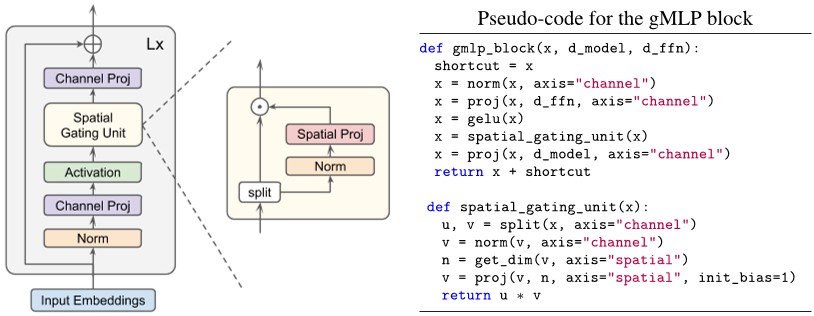 Lx
Channel Proj
Spatial
Gating Unit
Activation
Channel Proj
Norm
Input Embeddings
Spatial Proj
Norm
split
Pseudo-code for the gMLP block
def gmlp_block(x, d_model, d_ffn):
  shortcut = x
  x = norm(x, axis="channel")
  x = proj(x, d_ffn, axis="channel")
  x = gelu(x)
  x = spatial_gating_unit(x)
  x = proj(x, d_model, axis="channel")
  return x + shortcut
def spatial_gating_unit(x):
  u, v = split(x, axis="channel")
  v = norm(v, axis="channel")
  n = get_dim(v, axis="spatial")
  v = proj(v, n, axis="spatial", init_bias=1)
  return u * v